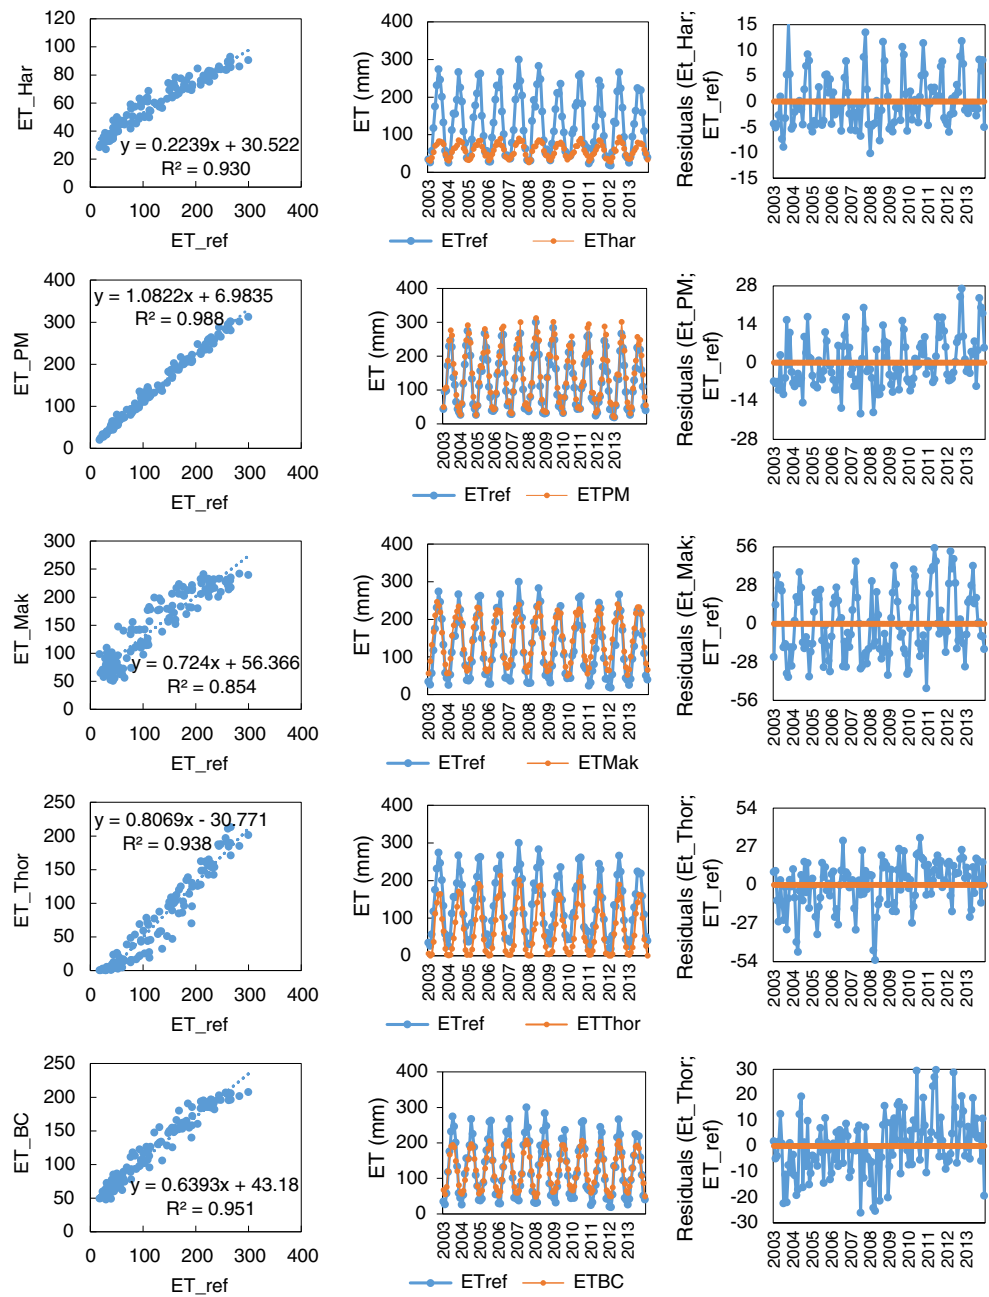 120
100
80
60
40
20
0
ET_Har
y = 0.2239x + 30.522
R² = 0.930
0 100 200 300 400
ET_ref
400
300
200
100
0
ET (mm)
2003 2004 2005 2006 2007 2008 2009 2010 2011 2012 2013
ETref EThar
15
10
5
0
-5
-10
-15
Residuals (Et_Har;
ET_ref)
2003 2004 2005 2006 2007 2008 2009 2010 2011 2012 2013
400
300
200
100
0
ET_PM
y = 1.0822x + 6.9835
R² = 0.988
0 100 200 300 400
ET_ref
400
300
200
100
0
ET (mm)
2003 2004 2005 2006 2007 2008 2009 2010 2011 2012 2013
ETref ETPM
28
14
0
-14
-28
Residuals (Et_PM;
ET_ref)
2003 2004 2005 2006 2007 2008 2009 2010 2011 2012 2013
300
250
200
150
100
50
0
ET_Mak
y = 0.724x + 56.366
R² = 0.854
0 100 200 300 400
ET_ref
400
300
200
100
0
ET (mm)
2003 2004 2005 2006 2007 2008 2009 2010 2011 2012 2013
ETref ETMak
56
28
0
-28
-56
Residuals (Et_Mak;
ET_ref)
2003 2004 2005 2006 2007 2008 2009 2010 2011 2012 2013
250
200
150
100
50
0
ET_Thor
y = 0.8069x - 30.771
R² = 0.938
0 100 200 300 400
ET_ref
400
300
200
100
0
ET (mm)
2003 2004 2005 2006 2007 2008 2009 2010 2011 2012 2013
ETref ETThor
54
27
0
-27
-54
Residuals (Et_Thor;
ET_ref)
2003 2004 2005 2006 2007 2008 2009 2010 2011 2012 2013
250
200
150
100
50
0
ET_BC
y = 0.6393x + 43.18
R² = 0.951
0 100 200 300 400
ET_ref
400
300
200
100
0
ET (mm)
2003 2004 2005 2006 2007 2008 2009 2010 2011 2012 2013
ETref ETBC
30
20
10
0
-10
-20
-30
Residuals (Et_Thor;
ET_ref)
2003 2004 2005 2006 2007 2008 2009 2010 2011 2012 2013